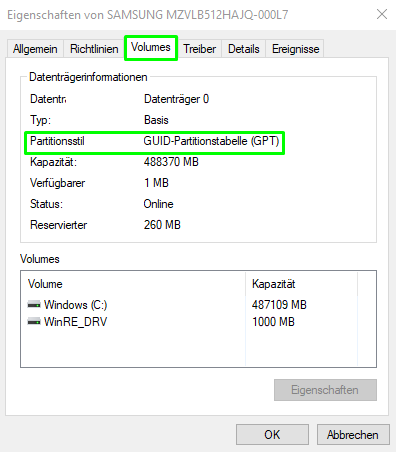 Eigenschaften von SAMSUNG MZVLB512HAJQ-000L7
Allgemein Richtlinien Volumes Treiber Details Ereignisse
Datenträgerinformationen
Datentr. Datenträger 0
Typ: Basis
Partitionsstil GUID-Partitionstabelle (GPT)
Kapazität: 488370 MB
Verfügbarer 1 MB
Status: Online
Reservierter 260 MB
Volumes
Volume Kapazität
Windows (C:) 487109 MB
WinRE_DRV 1000 MB
Eigenschaften
OK Abbrechen